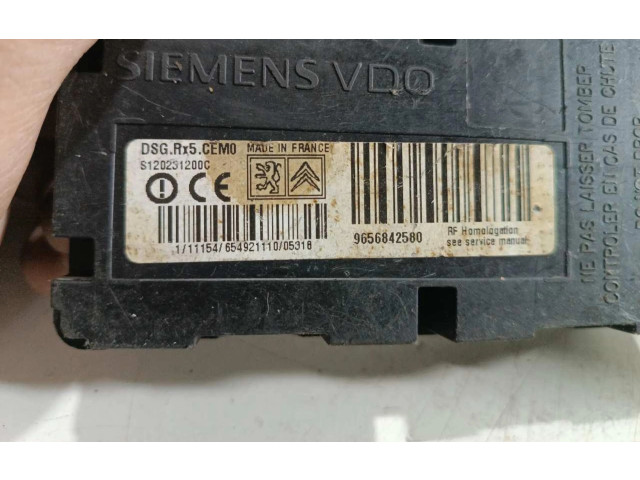 SIEMENS VDO
DSG.Rx5.CEM0 MADE IN FRANCE
S120231200C
CE
1/11154/654921110/05318
9656842580
RF Homologation
see service manual
NE PAS LAISSER TOMBER
CONTROLER EN CAS DE CHUTE